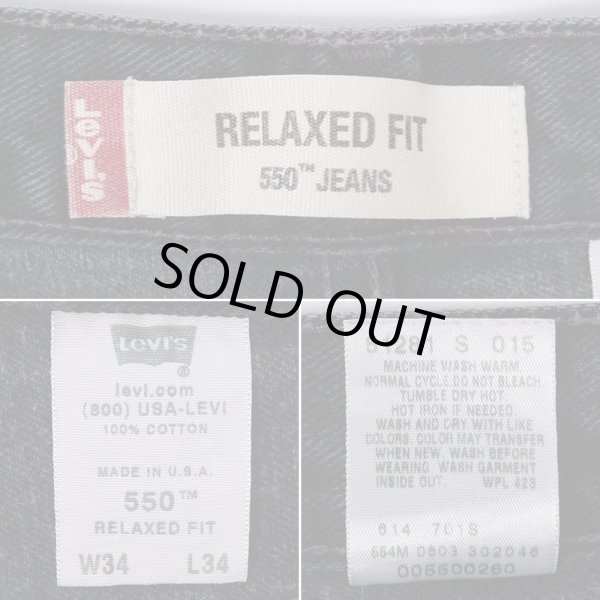 Levi's
®
RELAXED FIT
550™ JEANS
SOLD OUT
Levi's
®
levi.com
(800) USA-LEVI
100% COTTON
MADE IN U.S.A.
550™
RELAXED FIT
W34 L34
S 015
MACHINE WASH WARM.
NORMAL CYCLE.DO NOT BLEACH.
TUMBLE DRY HOT.
HOT IRON IF NEEDED.
WASH AND DRY WITH LIKE
COLORS. COLOR MAY TRANSFER
WHEN NEW. WASH BEFORE
WEARING. WASH GARMENT
INSIDE OUT. WPL 423
614 701S
554M 0603 302046
005500260